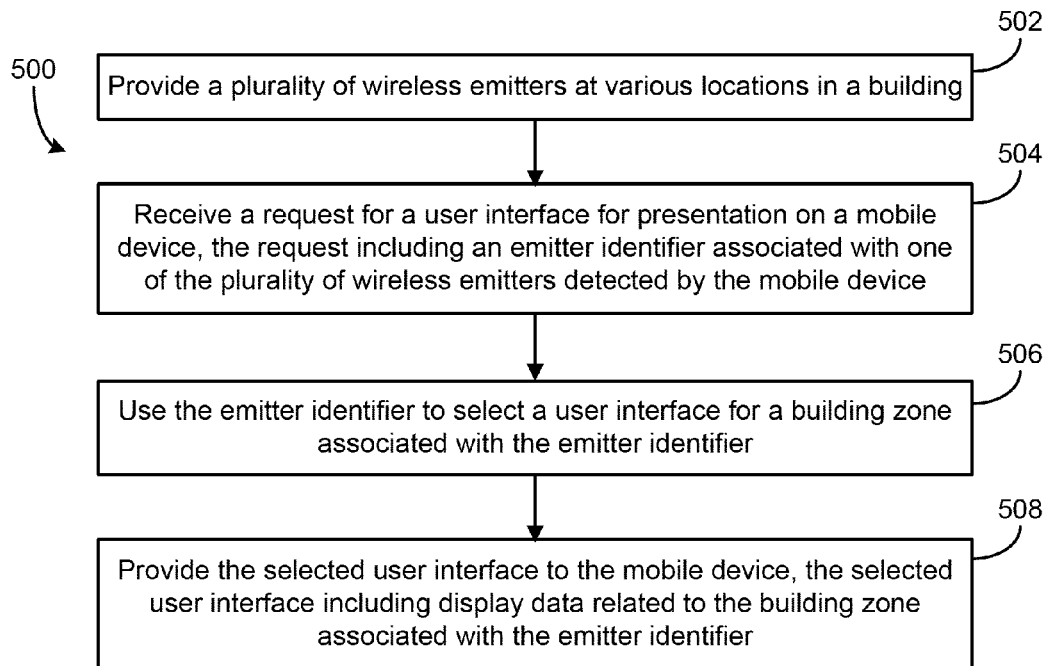 500
502
Provide a plurality of wireless emitters at various locations in a building
504
Receive a request for a user interface for presentation on a mobile
device, the request including an emitter identifier associated with one
of the plurality of wireless emitters detected by the mobile device
506
Use the emitter identifier to select a user interface for a building zone
associated with the emitter identifier
508
Provide the selected user interface to the mobile device, the selected
user interface including display data related to the building zone
associated with the emitter identifier